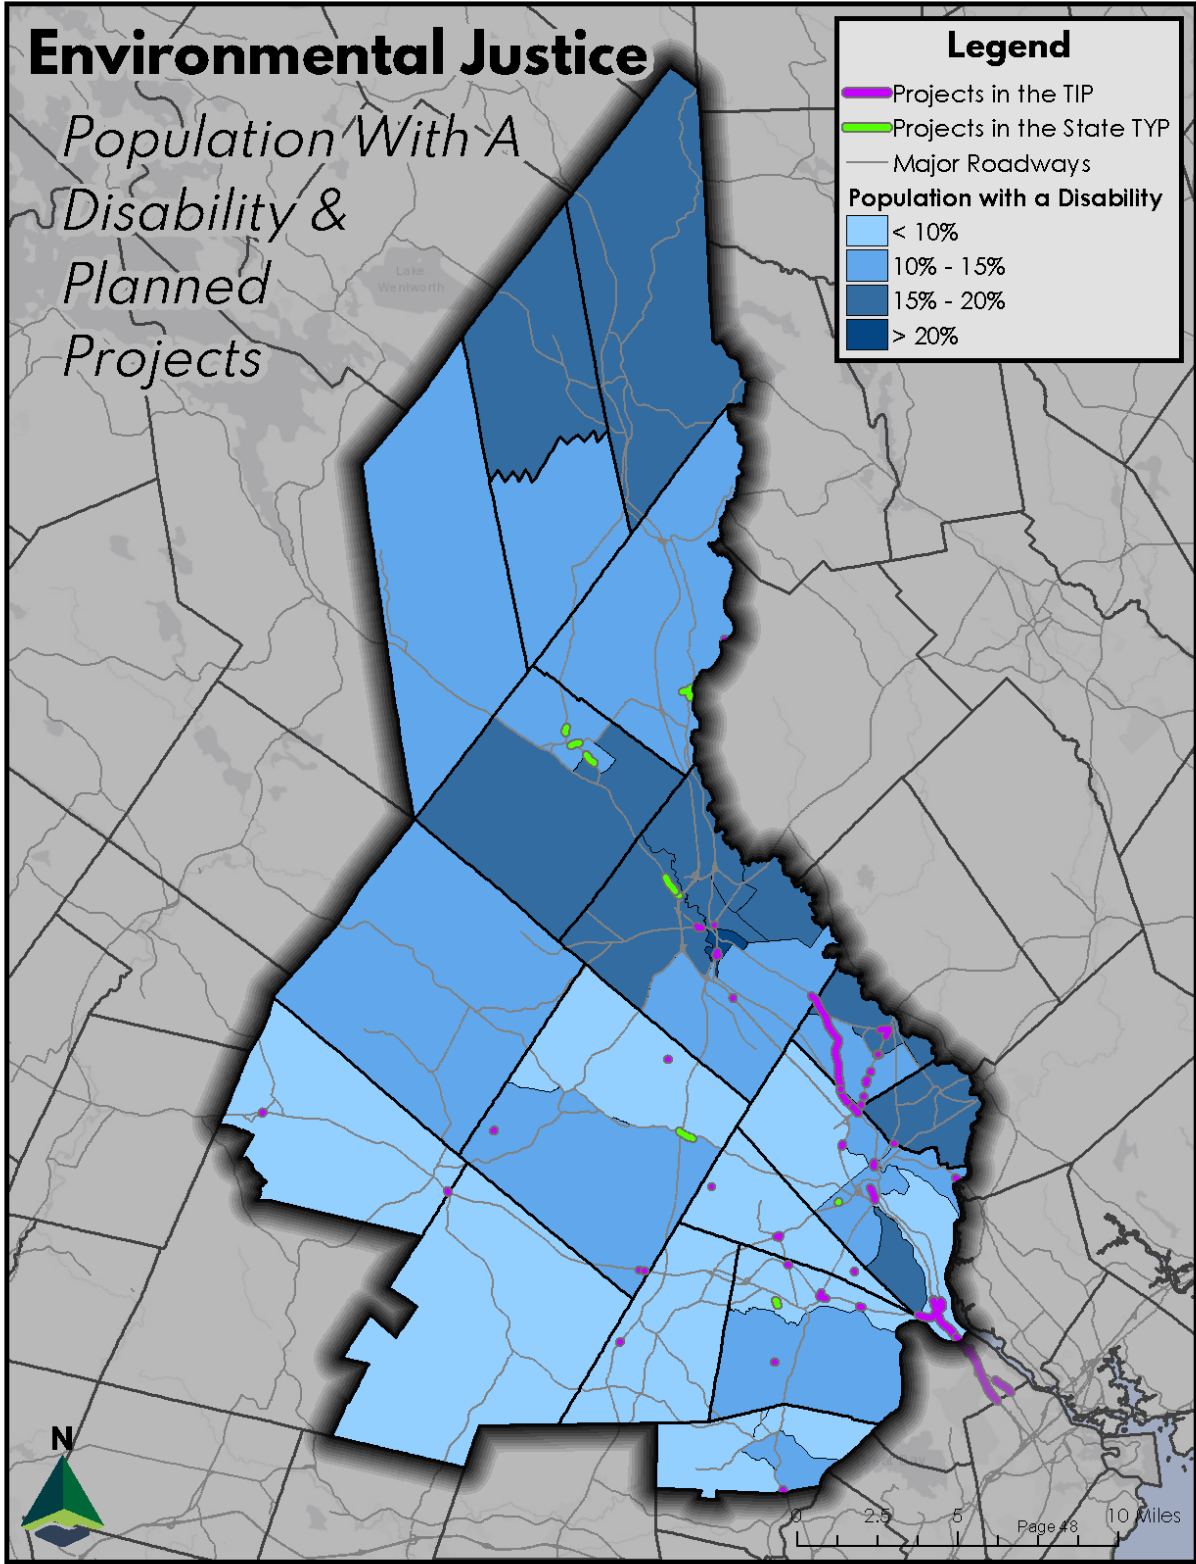 Environmental Justice
Population With A
Disability &
Planned
Projects
Lake
Wentworth
Legend
Projects in the TIP
Projects in the State TYP
Major Roadways
Population with a Disability
< 10%
10% - 15%
15% - 20%
> 20%
N
0 2.5 5 10 Miles
Page 48